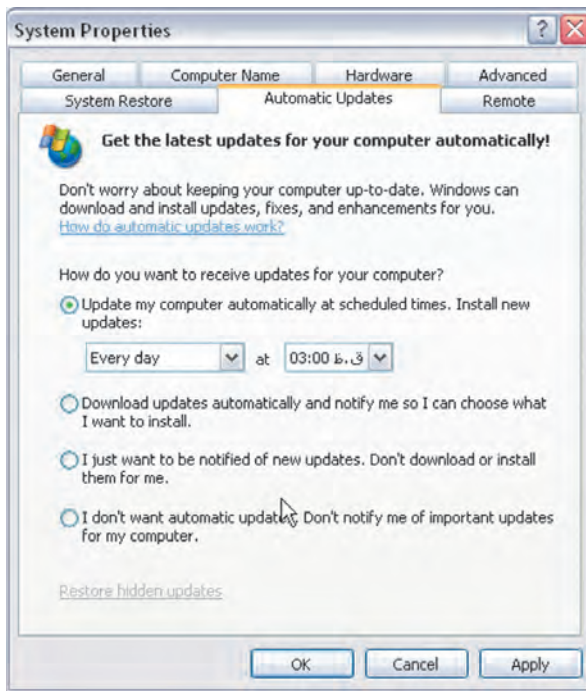 System Properties
General Computer Name Hardware Advanced
System Restore Automatic Updates Remote
Get the latest updates for your computer automatically!
Don't worry about keeping your computer up-to-date. Windows can
download and install updates, fixes, and enhancements for you.
How do automatic updates work?
How do you want to receive updates for your computer?
Update my computer automatically at scheduled times. Install new
updates:
Every day at 03:00 ق.ظ
Download updates automatically and notify me so I can choose what
I want to install.
I just want to be notified of new updates. Don't download or install
them for me.
I don't want automatic updates. Don't notify me of important updates
for my computer.
Restore hidden updates
OK Cancel Apply